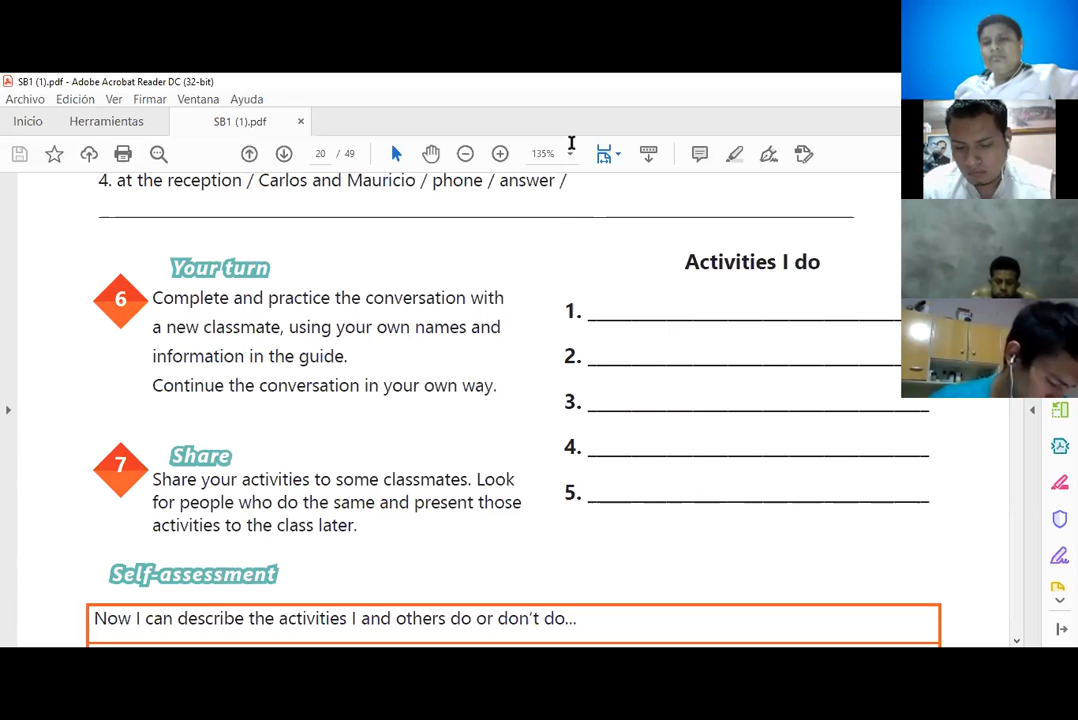 SB1 (1).pdf - Adobe Acrobat Reader DC (32-bit)
Archivo Edición Ver Firmar Ventana Ayuda
Inicio Herramientas SB1 (1).pdf ×
20 / 49 135%
4. at the reception / Carlos and Mauricio / phone / answer /
Your turn
6
Complete and practice the conversation with
a new classmate, using your own names and
information in the guide.
Continue the conversation in your own way.
7
Share
Share your activities to some classmates. Look
for people who do the same and present those
activities to the class later.
Activities I do
1.
2.
3.
4.
5.
Self-assessment
Now I can describe the activities I and others do or don't do...